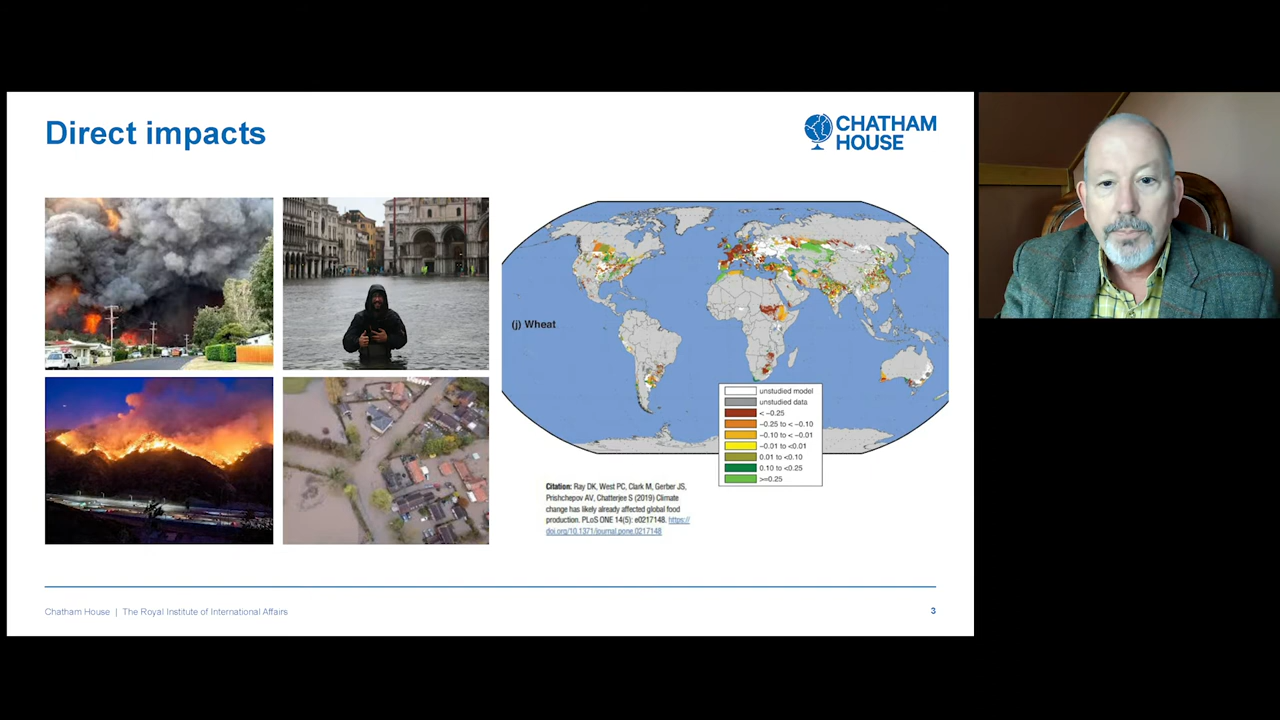 Direct impacts
CHATHAM
HOUSE
(j) Wheat
unstudied model
unstudied data
< −0.25
−0.25 to < −0.10
−0.10 to < −0.01
−0.01 to <0.01
0.01 to <0.10
0.10 to <0.25
>=0.25
Citation: Ray DK, West PC, Clark M, Gerber JS,
Prishchepov AV, Chatterjee S (2019) Climate
change has likely already affected global food
production. PLoS ONE 14(5): e0217148. https://
doi.org/10.1371/journal.pone.0217148
Chatham House | The Royal Institute of International Affairs
3